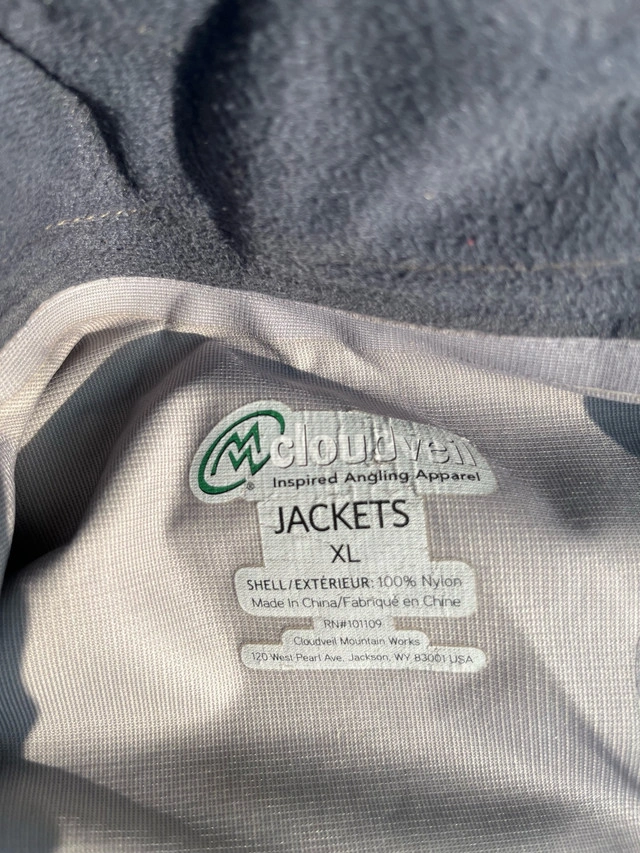 cloudveil
®
Inspired Angling Apparel
JACKETS
XL
SHELL/EXTÉRIEUR: 100% Nylon
Made In China/Fabriqué en Chine
RN#101109
Cloudveil Mountain Works
120 West Pearl Ave, Jackson, WY 83001 USA